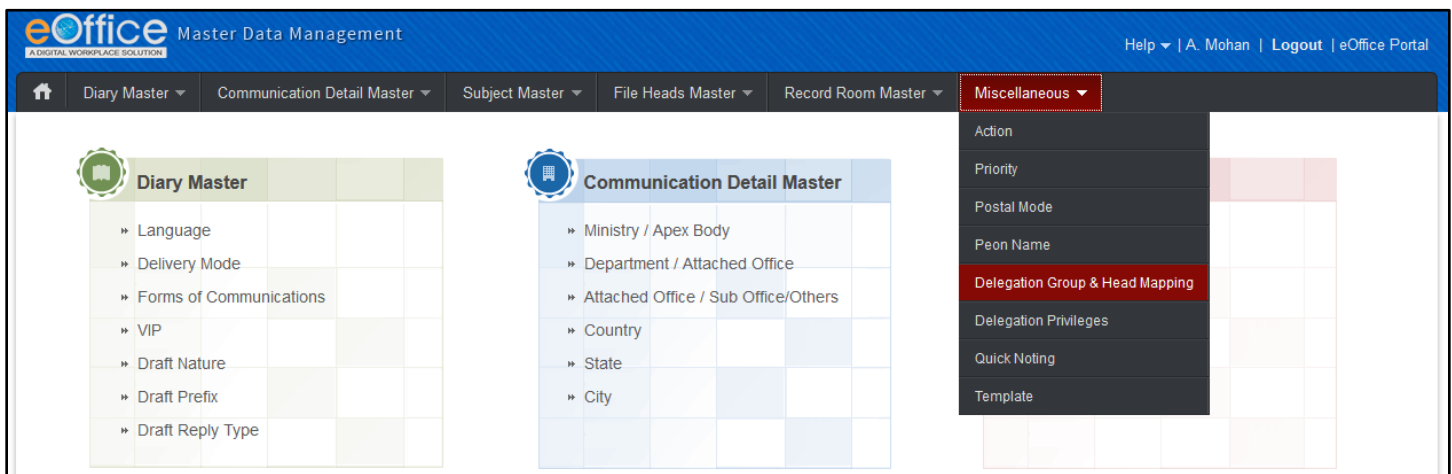 eOffice Master Data Management
A DIGITAL WORKPLACE SOLUTION
Help | A. Mohan | Logout | eOffice Portal
Diary Master Communication Detail Master Subject Master File Heads Master Record Room Master Miscellaneous
Action
Priority
Postal Mode
Peon Name
Delegation Group & Head Mapping
Delegation Privileges
Quick Noting
Template
Diary Master
» Language
» Delivery Mode
» Forms of Communications
» VIP
» Draft Nature
» Draft Prefix
» Draft Reply Type
Communication Detail Master
» Ministry / Apex Body
» Department / Attached Office
» Attached Office / Sub Office/Others
» Country
» State
» City